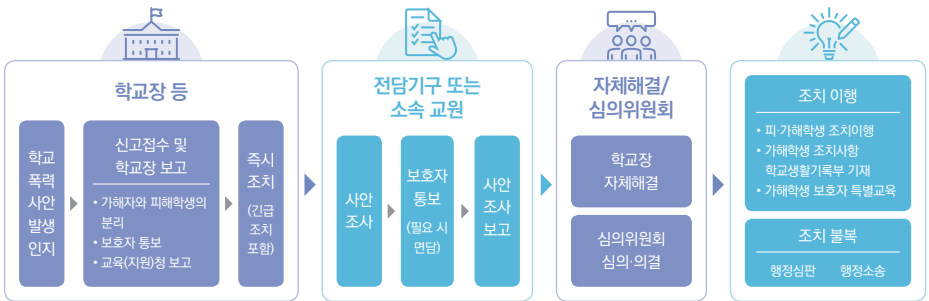 학교장 등
학교
폭력
사안
발생
인지
신고접수 및
학교장 보고
• 가해자와 피해학생의
분리
• 보호자 통보
• 교육(지원)청 보고
즉시
조치
(긴급
조치
포함)
전담기구 또는
소속 교원
사안
조사
보호자
통보
(필요 시
면담)
사안
조사
보고
자체해결/
심의위원회
학교장
자체해결
심의위원회
심의·의결
조치 이행
• 피·가해학생 조치이행
• 가해학생 조치사항
학교생활기록부 기재
• 가해학생 보호자 특별교육
조치 불복
행정심판 행정소송